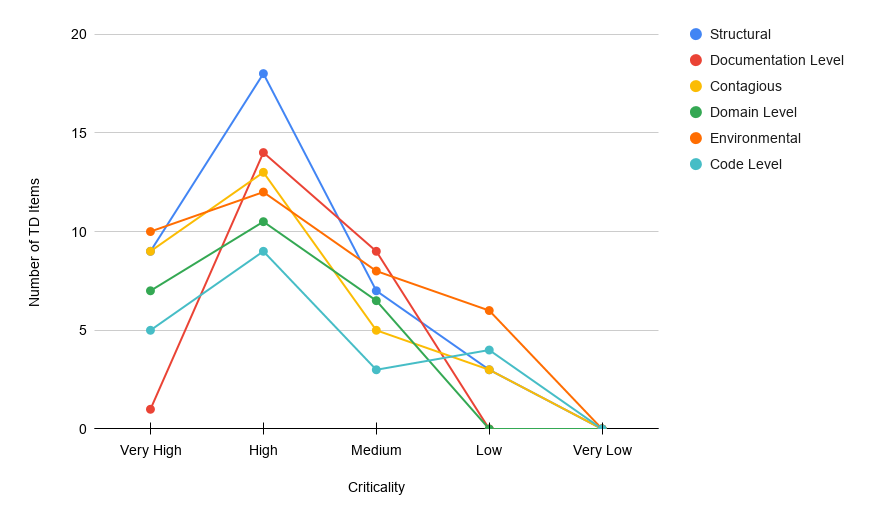 20
15
10
5
0
Number of TD Items
Very High
High
Medium
Low
Very Low
Criticality
Structural
Documentation Level
Contagious
Domain Level
Environmental
Code Level